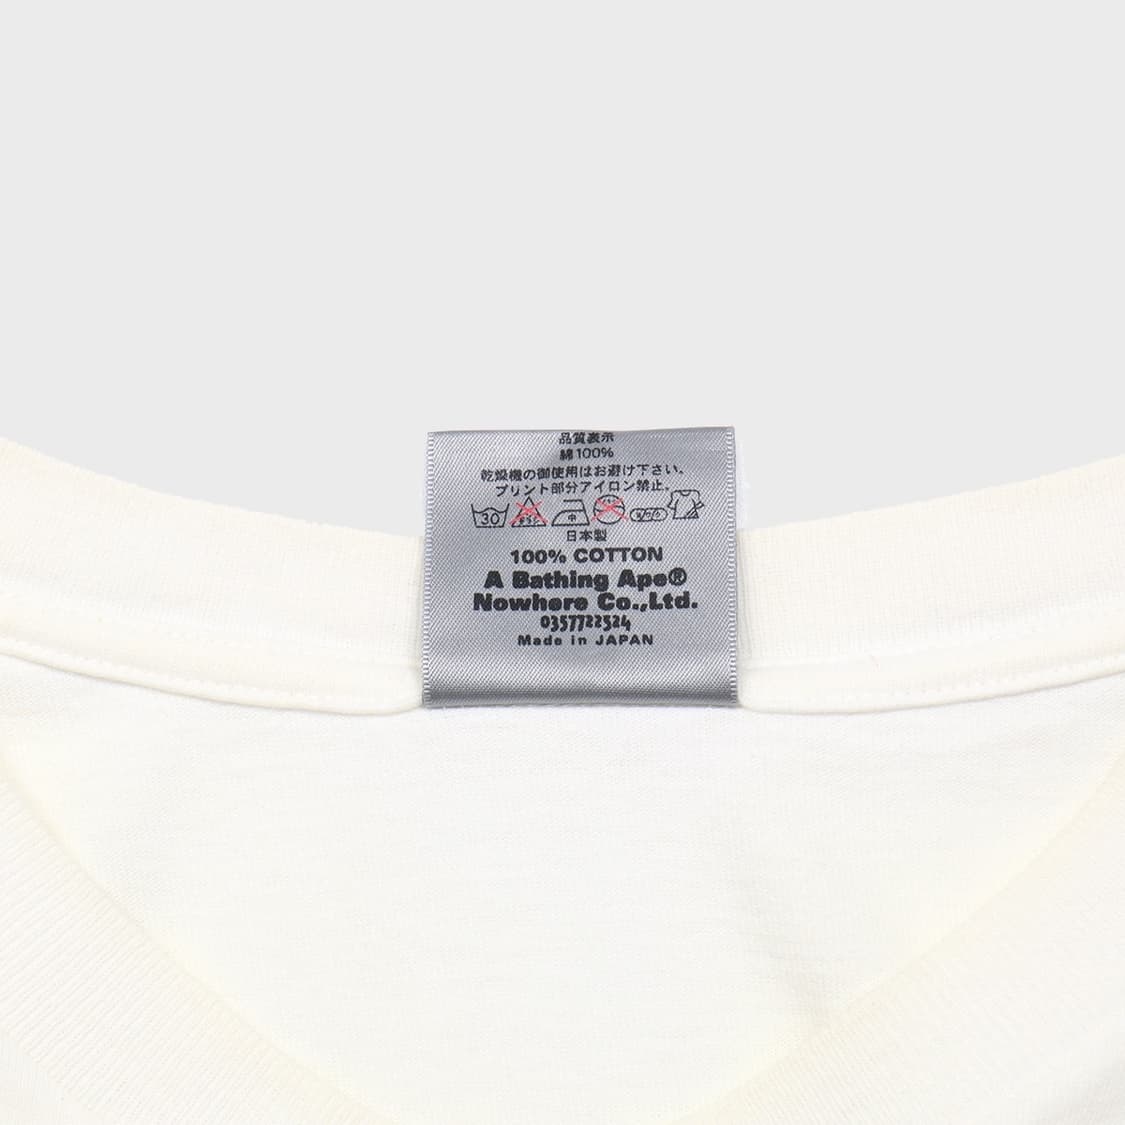 品質表示
綿100%
乾燥機の御使用はお避け下さい。
プリント部分アイロン禁止。
30 中
日本製
100% COTTON
A Bathing Ape®
Nowhere Co.,Ltd.
0357722524
Made in JAPAN